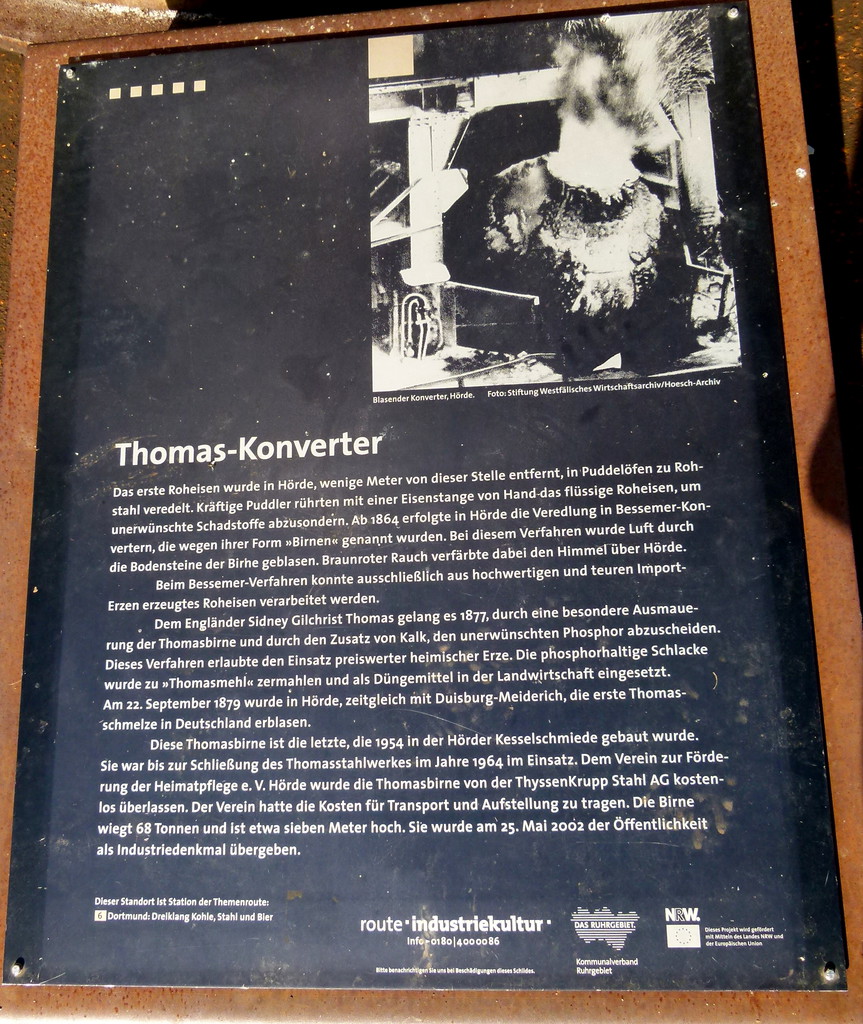 Blasender Konverter, Hörde. Foto: Stiftung Westfälisches Wirtschaftsarchiv/Hoesch-Archiv
Thomas-Konverter
Das erste Roheisen wurde in Hörde, wenige Meter von dieser Stelle entfernt, in Puddelöfen zu Roh-
stahl veredelt. Kräftige Puddler rührten mit einer Eisenstange von Hand das flüssige Roheisen, um
unerwünschte Schadstoffe abzusondern. Ab 1864 erfolgte in Hörde die Veredlung in Bessemer-Kon-
vertern, die wegen ihrer Form »Birnen« genannt wurden. Bei diesem Verfahren wurde Luft durch
die Bodensteine der Birne geblasen. Braunroter Rauch verfärbte dabei den Himmel über Hörde.
Beim Bessemer-Verfahren konnte ausschließlich aus hochwertigen und teuren Import-
Erzen erzeugtes Roheisen verarbeitet werden.
Dem Engländer Sidney Gilchrist Thomas gelang es 1877, durch eine besondere Ausmaue-
rung der Thomasbirne und durch den Zusatz von Kalk, den unerwünschten Phosphor abzuscheiden.
Dieses Verfahren erlaubte den Einsatz preiswerter heimischer Erze. Die phosphorhaltige Schlacke
wurde zu »Thomasmehl« zermahlen und als Düngemittel in der Landwirtschaft eingesetzt.
Am 22. September 1879 wurde in Hörde, zeitgleich mit Duisburg-Meiderich, die erste Thomas-
schmelze in Deutschland erblasen.
Diese Thomasbirne ist die letzte, die 1954 in der Hörder Kesselschmiede gebaut wurde.
Sie war bis zur Schließung des Thomasstahlwerkes im Jahre 1964 im Einsatz. Dem Verein zur Förde-
rung der Heimatpflege e. V. Hörde wurde die Thomasbirne von der ThyssenKrupp Stahl AG kosten-
los überlassen. Der Verein hatte die Kosten für Transport und Aufstellung zu tragen. Die Birne
wiegt 68 Tonnen und ist etwa sieben Meter hoch. Sie wurde am 25. Mai 2002 der Öffentlichkeit
als Industriedenkmal übergeben.
Dieser Standort ist Station der Themenroute:
6 Dortmund: Dreiklang Kohle, Stahl und Bier
route · industriekultur ·
Info - 0180|4000086
Bitte benachrichtigen Sie uns bei Beschädigungen dieses Schildes.
DAS RUHRGEBIET.
Kommunalverband
Ruhrgebiet
NRW.
Dieses Projekt wird gefördert
mit Mitteln des Landes NRW und
der Europäischen Union